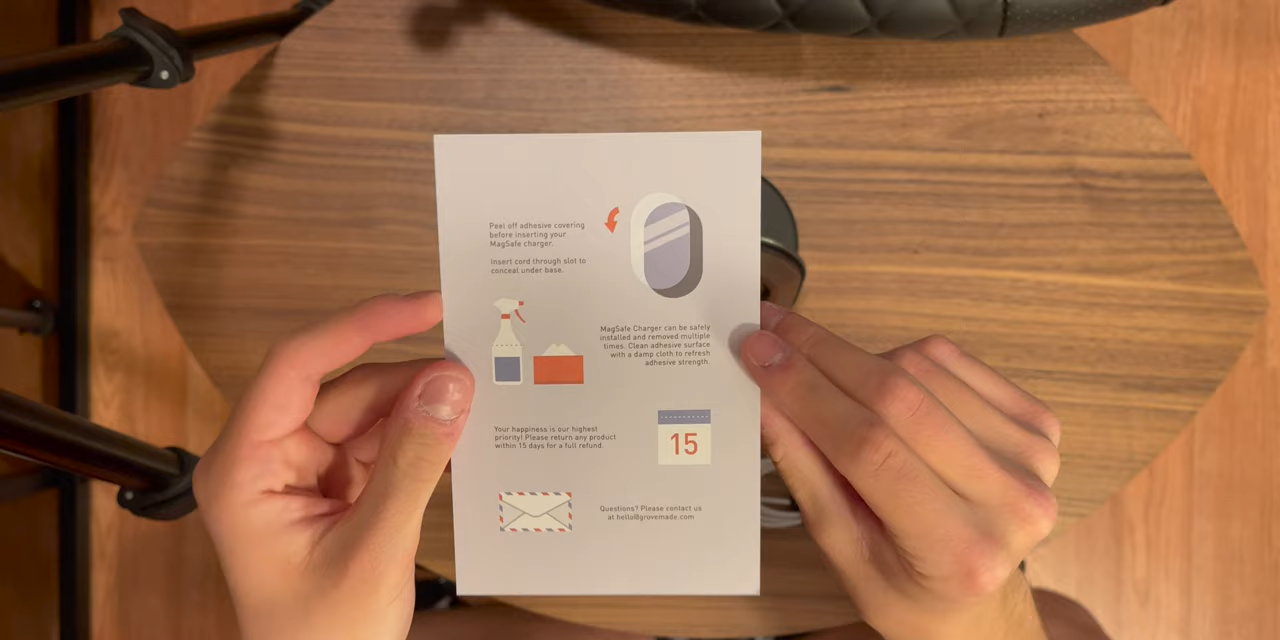 Peel off adhesive covering
before inserting your
MagSafe charger.
Insert cord through slot to
conceal under base.
MagSafe Charger can be safely
installed and removed multiple
times. Clean adhesive surface
with a damp cloth to refresh
adhesive strength.
Your happiness is our highest
priority! Please return any product
within 15 days for a full refund.
15
Questions? Please contact us
at hello@grovemade.com